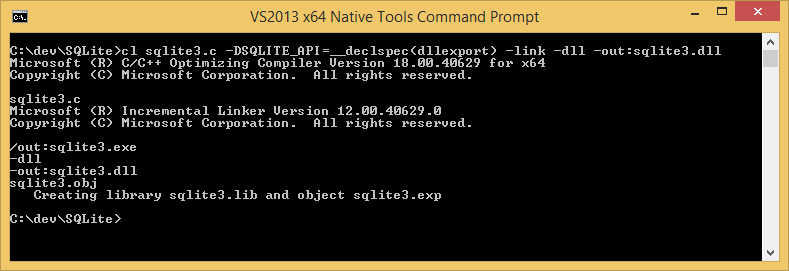 VS2013 x64 Native Tools Command Prompt
C:\dev\SQLite>cl sqlite3.c -DSQLITE_API=__declspec(dllexport) -link -dll -out:sqlite3.dll
Microsoft (R) C/C++ Optimizing Compiler Version 18.00.40629 for x64
Copyright (C) Microsoft Corporation.  All rights reserved.
sqlite3.c
Microsoft (R) Incremental Linker Version 12.00.40629.0
Copyright (C) Microsoft Corporation.  All rights reserved.
/out:sqlite3.exe
-dll
-out:sqlite3.dll
sqlite3.obj
   Creating library sqlite3.lib and object sqlite3.exp
C:\dev\SQLite>